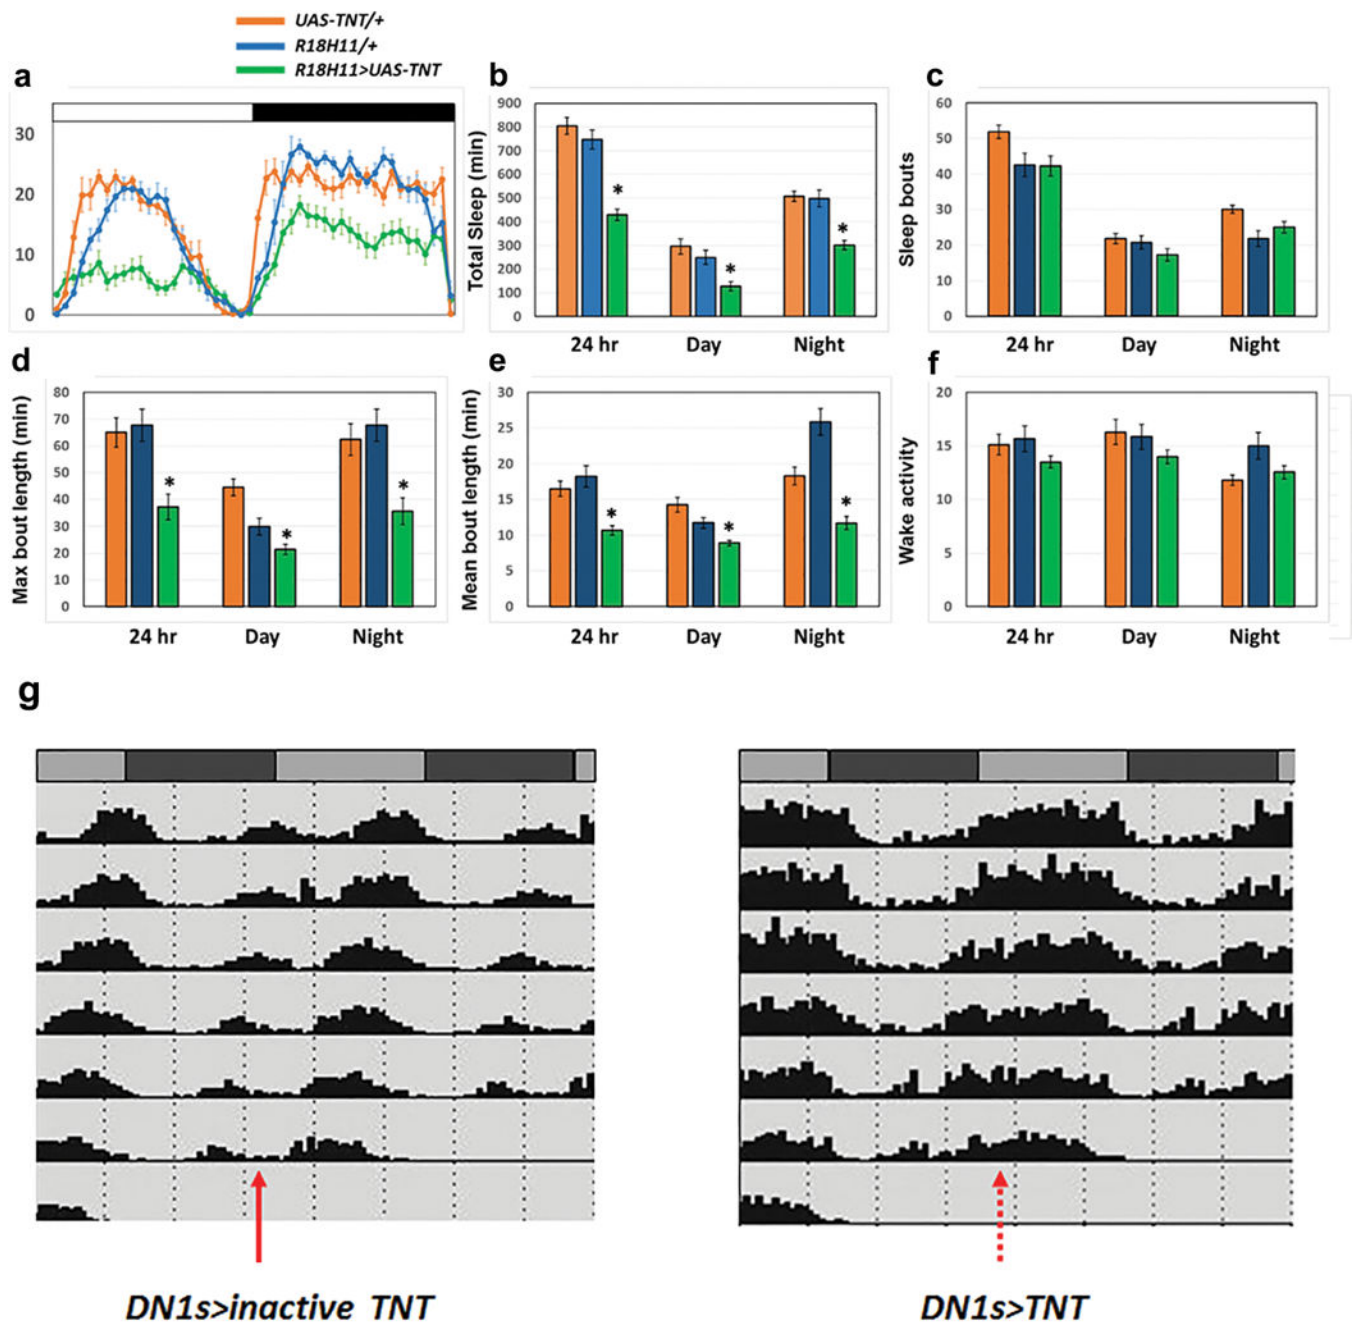 UAS-TNT/+
R18H11/+
R18H11>UAS-TNT
a
30
20
10
0
b
Total Sleep (min)
900
800
700
600
500
400
300
200
100
0
*
*
*
24 hr Day Night
c
Sleep bouts
60
50
40
30
20
10
0
24 hr Day Night
d
Max bout length (min)
80
70
60
50
40
30
20
10
0
*
*
*
24 hr Day Night
e
Mean bout length (min)
30
25
20
15
10
5
0
*
*
*
24 hr Day Night
f
Wake activity
20
15
10
5
0
24 hr Day Night
g
DN1s>inactive TNT
DN1s>TNT